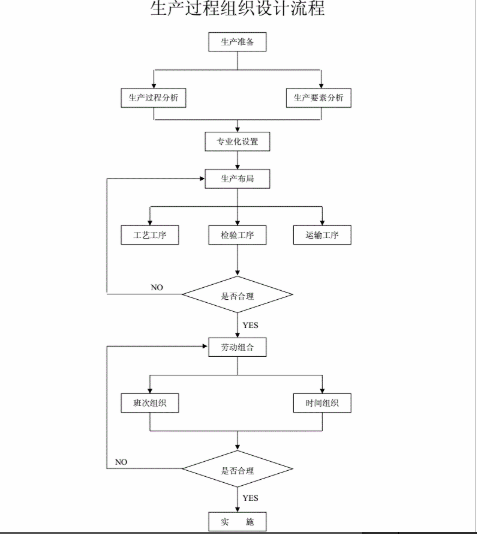 生产过程组织设计流程
生产准备
生产过程分析 生产要素分析
专业化设置
生产布局
工艺工序 检验工序 运输工序
NO
是否合理
YES
劳动组合
班次组织 时间组织
NO
是否合理
YES
实 施